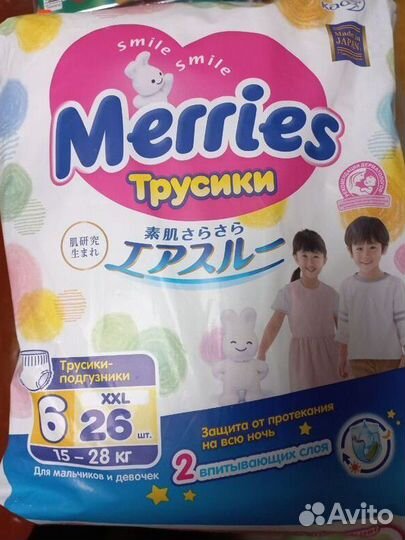 Kao
Made in
JAPAN
smile smile
Merries
Трусики
肌研究
生まれ
素肌さらさら
エアスルー
Трусики-
подгузники
6
XXL
26 шт.
15 – 28 кг
Для мальчиков и девочек
Защита от протекания
на всю ночь
2 впитывающих слоя
Avito